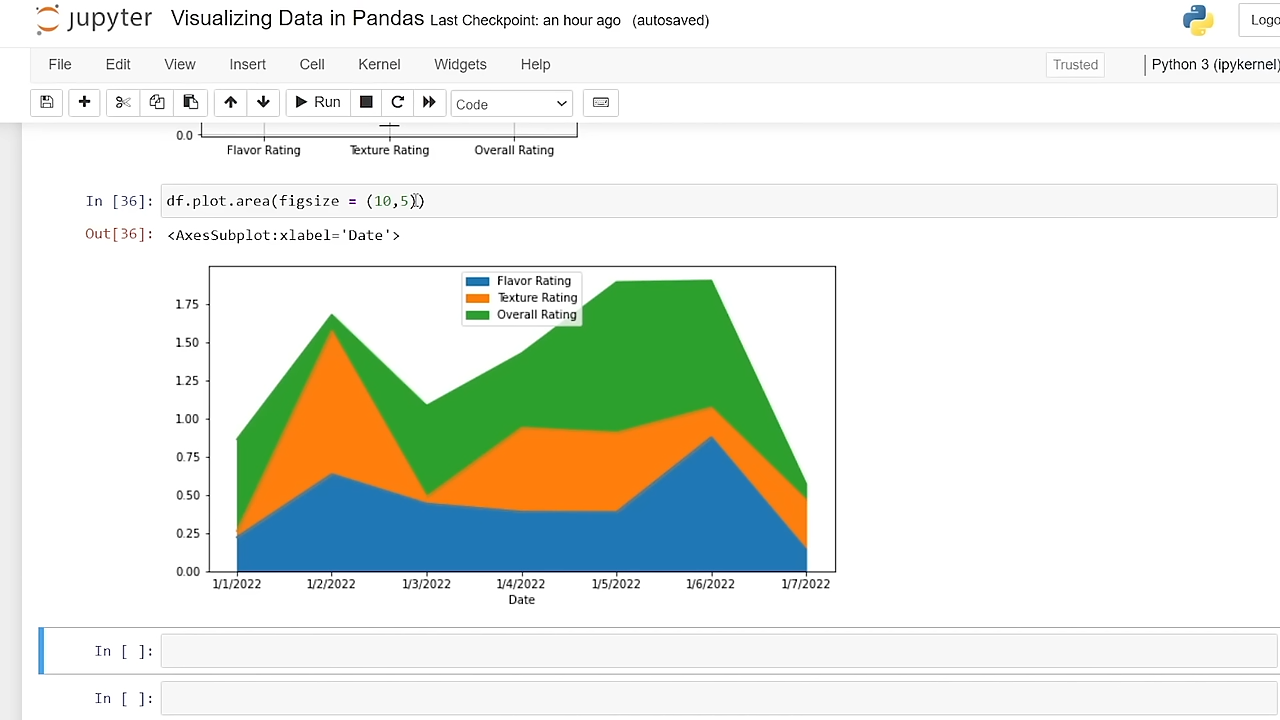 jupyter Visualizing Data in Pandas Last Checkpoint: an hour ago (autosaved)
Logo
File Edit View Insert Cell Kernel Widgets Help Trusted Python 3 (ipykernel)
Run Code
0.0
Flavor Rating Texture Rating Overall Rating
In [36]: df.plot.area(figsize = (10,5))
Out[36]: <AxesSubplot:xlabel='Date'>
Flavor Rating
Texture Rating
Overall Rating
1.75
1.50
1.25
1.00
0.75
0.50
0.25
0.00
1/1/2022 1/2/2022 1/3/2022 1/4/2022 1/5/2022 1/6/2022 1/7/2022
Date
In [ ]:
In [ ]: